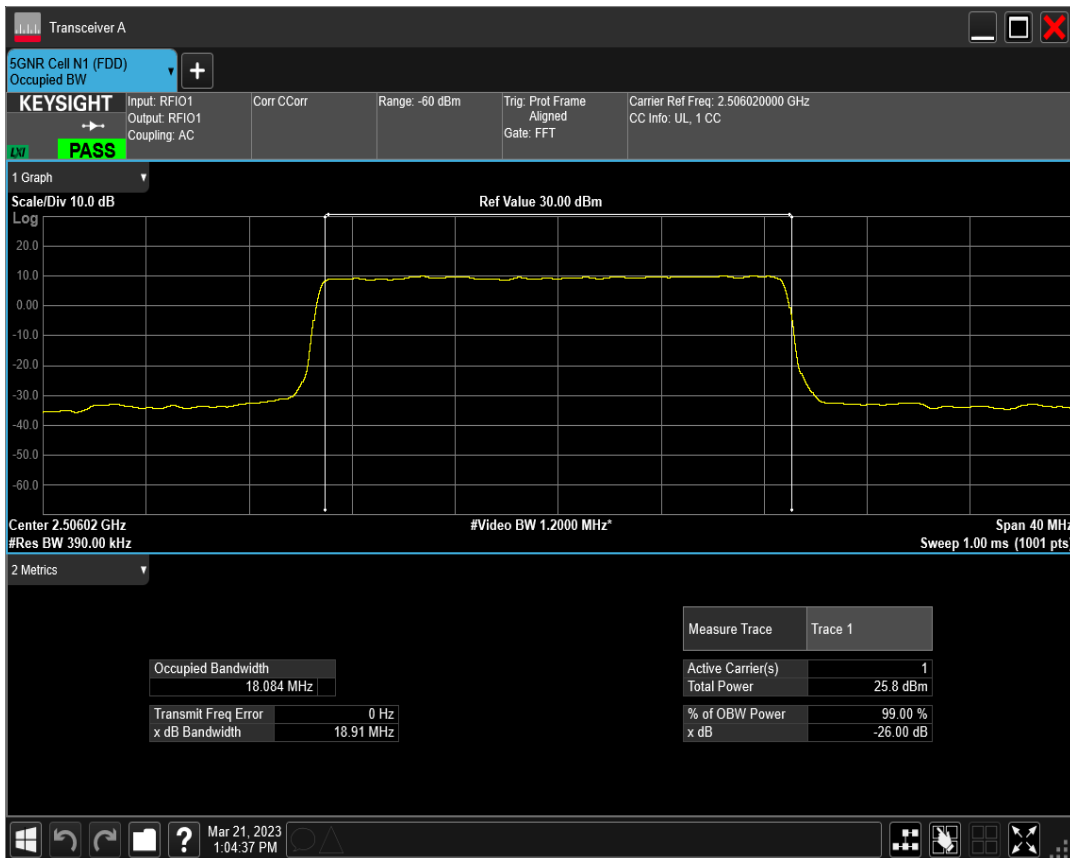 Transceiver A
5GNR Cell N1 (FDD)
Occupied BW
KEYSIGHT
LXI
PASS
Input: RFIO1
Output: RFIO1
Coupling: AC
Corr CCorr
Range: -60 dBm
Trig: Prot Frame
Aligned
Gate: FFT
Carrier Ref Freq: 2.506020000 GHz
CC Info: UL, 1 CC
1 Graph
Scale/Div 10.0 dB
Ref Value 30.00 dBm
Log
20.0
10.0
0.00
-10.0
-20.0
-30.0
-40.0
-50.0
-60.0
Center 2.50602 GHz
#Video BW 1.2000 MHz*
Span 40 MHz
#Res BW 390.00 kHz
Sweep 1.00 ms (1001 pts)
2 Metrics
Measure Trace Trace 1
Occupied Bandwidth
18.084 MHz
Active Carrier(s) 1
Total Power 25.8 dBm
Transmit Freq Error 0 Hz
x dB Bandwidth 18.91 MHz
% of OBW Power 99.00 %
x dB -26.00 dB
?
Mar 21, 2023
1:04:37 PM